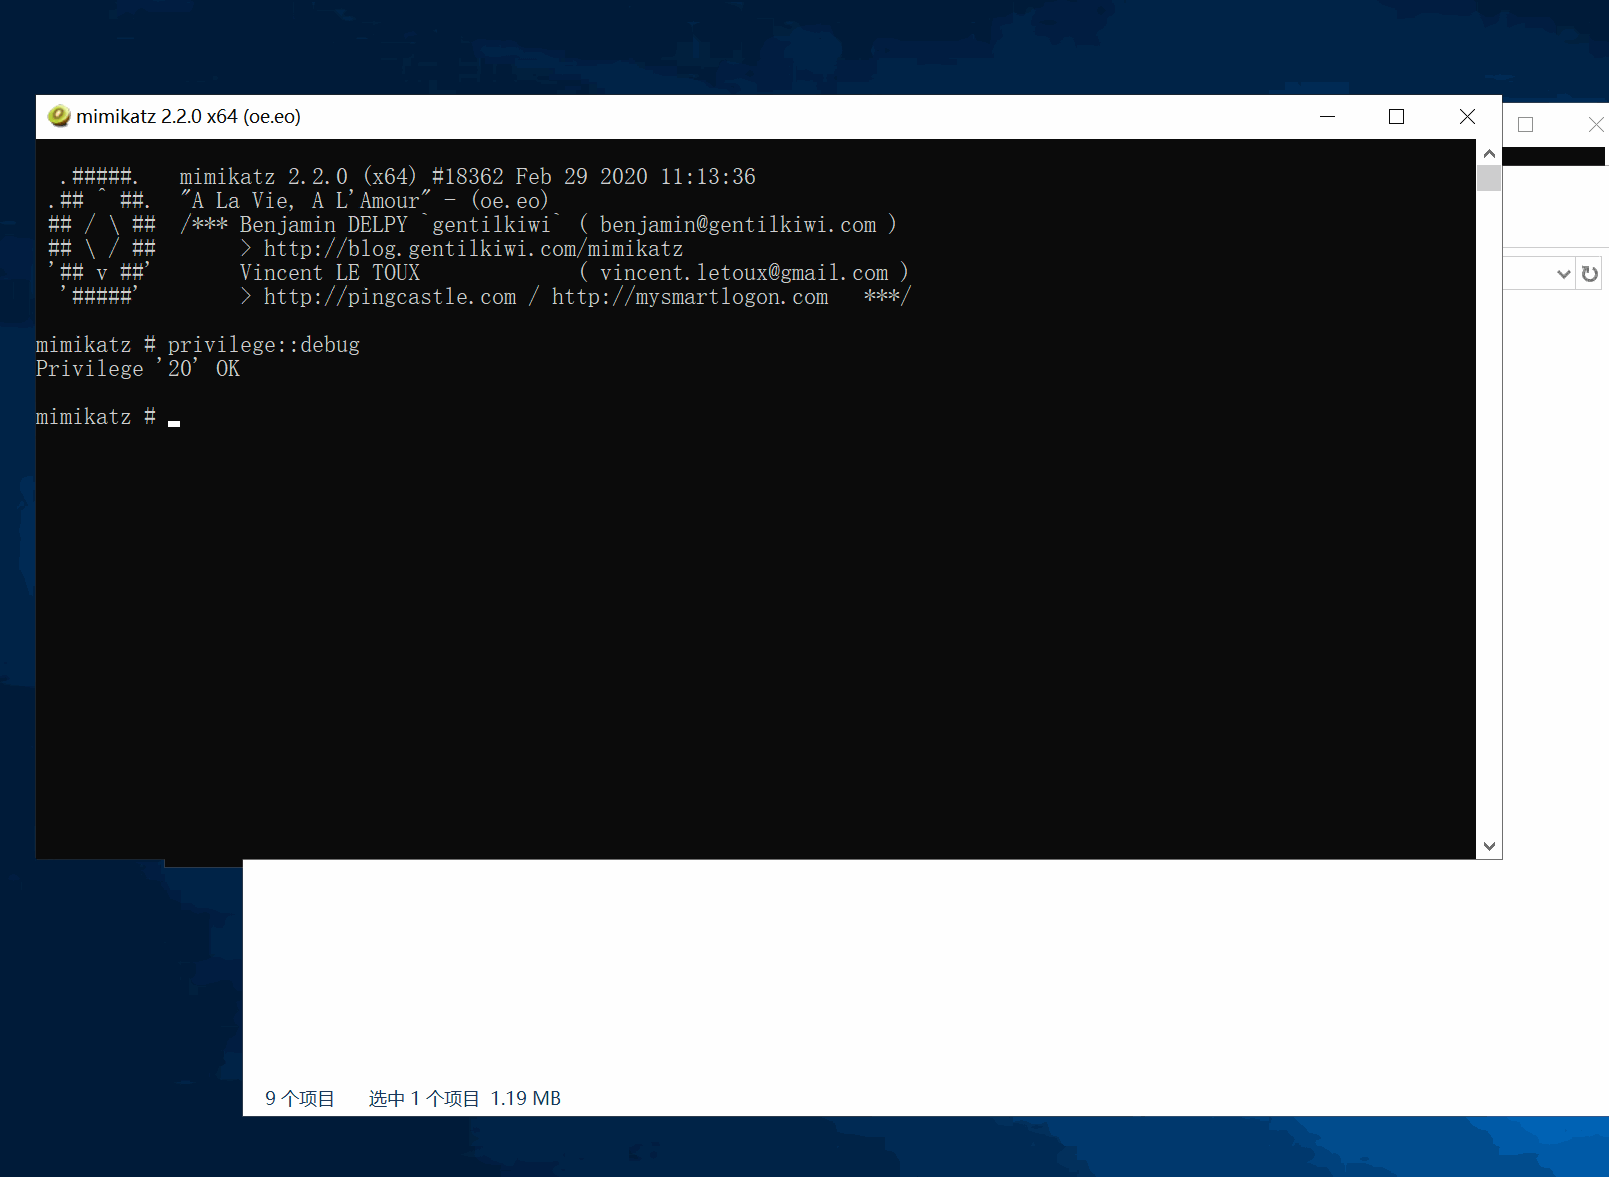 mimikatz 2.2.0 x64 (oe.eo)
  .#####.   mimikatz 2.2.0 (x64) #18362 Feb 29 2020 11:13:36
 .## ^ ##.  "A La Vie, A L'Amour" - (oe.eo)
 ## / \ ##  /*** Benjamin DELPY `gentilkiwi` ( benjamin@gentilkiwi.com )
 ## \ / ##       > http://blog.gentilkiwi.com/mimikatz
 '## v ##'       Vincent LE TOUX             ( vincent.letoux@gmail.com )
  '#####'        > http://pingcastle.com / http://mysmartlogon.com   ***/
mimikatz # privilege::debug
Privilege '20' OK
mimikatz #
9 个项目 选中 1 个项目 1.19 MB